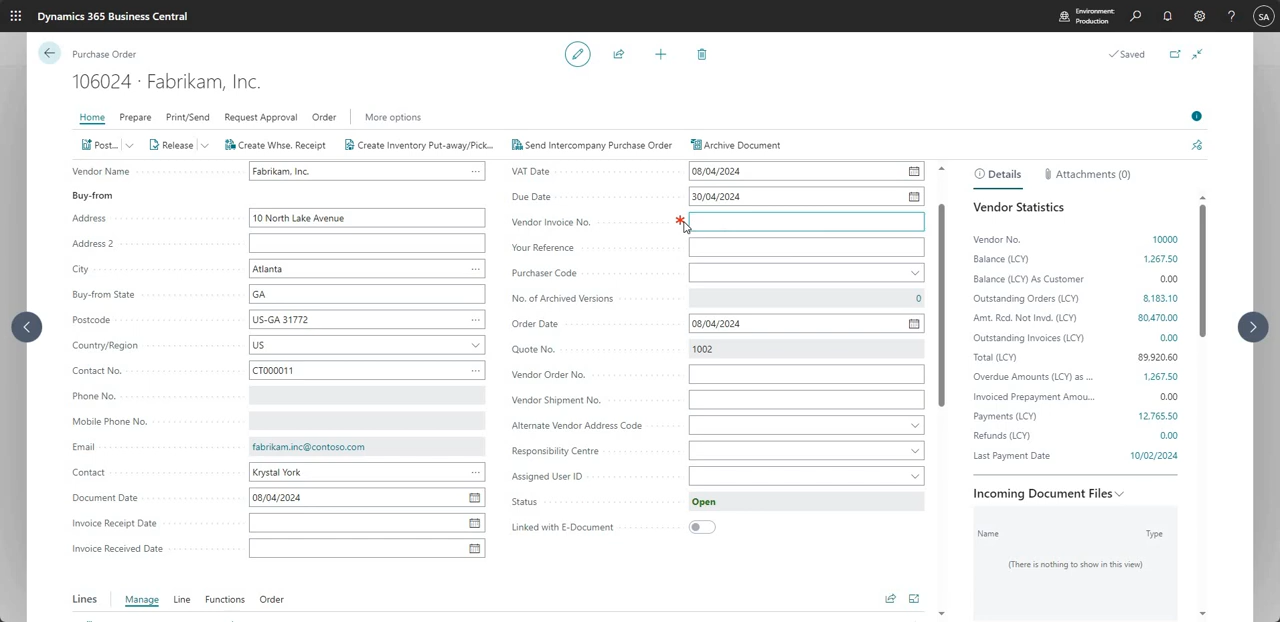 Dynamics 365 Business Central
Environment:
Production
?
SA
Purchase Order
Saved
106024 · Fabrikam, Inc.
Home Prepare Print/Send Request Approval Order More options
Post... Release Create Whse. Receipt Create Inventory Put-away/Pick... Send Intercompany Purchase Order Archive Document
Vendor Name Fabrikam, Inc. ...
Buy-from
Address 10 North Lake Avenue
Address 2
City Atlanta ...
Buy-from State GA
Postcode US-GA 31772 ...
Country/Region US
Contact No. CT000011 ...
Phone No.
Mobile Phone No.
Email fabrikam.inc@contoso.com
Contact Krystal York ...
Document Date 08/04/2024
Invoice Receipt Date
Invoice Received Date
VAT Date 08/04/2024
Due Date 30/04/2024
Vendor Invoice No. *
Your Reference
Purchaser Code
No. of Archived Versions 0
Order Date 08/04/2024
Quote No. 1002
Vendor Order No.
Vendor Shipment No.
Alternate Vendor Address Code
Responsibility Centre
Assigned User ID
Status Open
Linked with E-Document
Details Attachments (0)
Vendor Statistics
Vendor No. 10000
Balance (LCY) 1,267.50
Balance (LCY) As Customer 0.00
Outstanding Orders (LCY) 8,183.10
Amt. Rcd. Not Invd. (LCY) 80,470.00
Outstanding Invoices (LCY) 0.00
Total (LCY) 89,920.60
Overdue Amounts (LCY) as ... 1,267.50
Invoiced Prepayment Amou... 0.00
Payments (LCY) 12,765.50
Refunds (LCY) 0.00
Last Payment Date 10/02/2024
Incoming Document Files
Name Type
(There is nothing to show in this view)
Lines Manage Line Functions Order